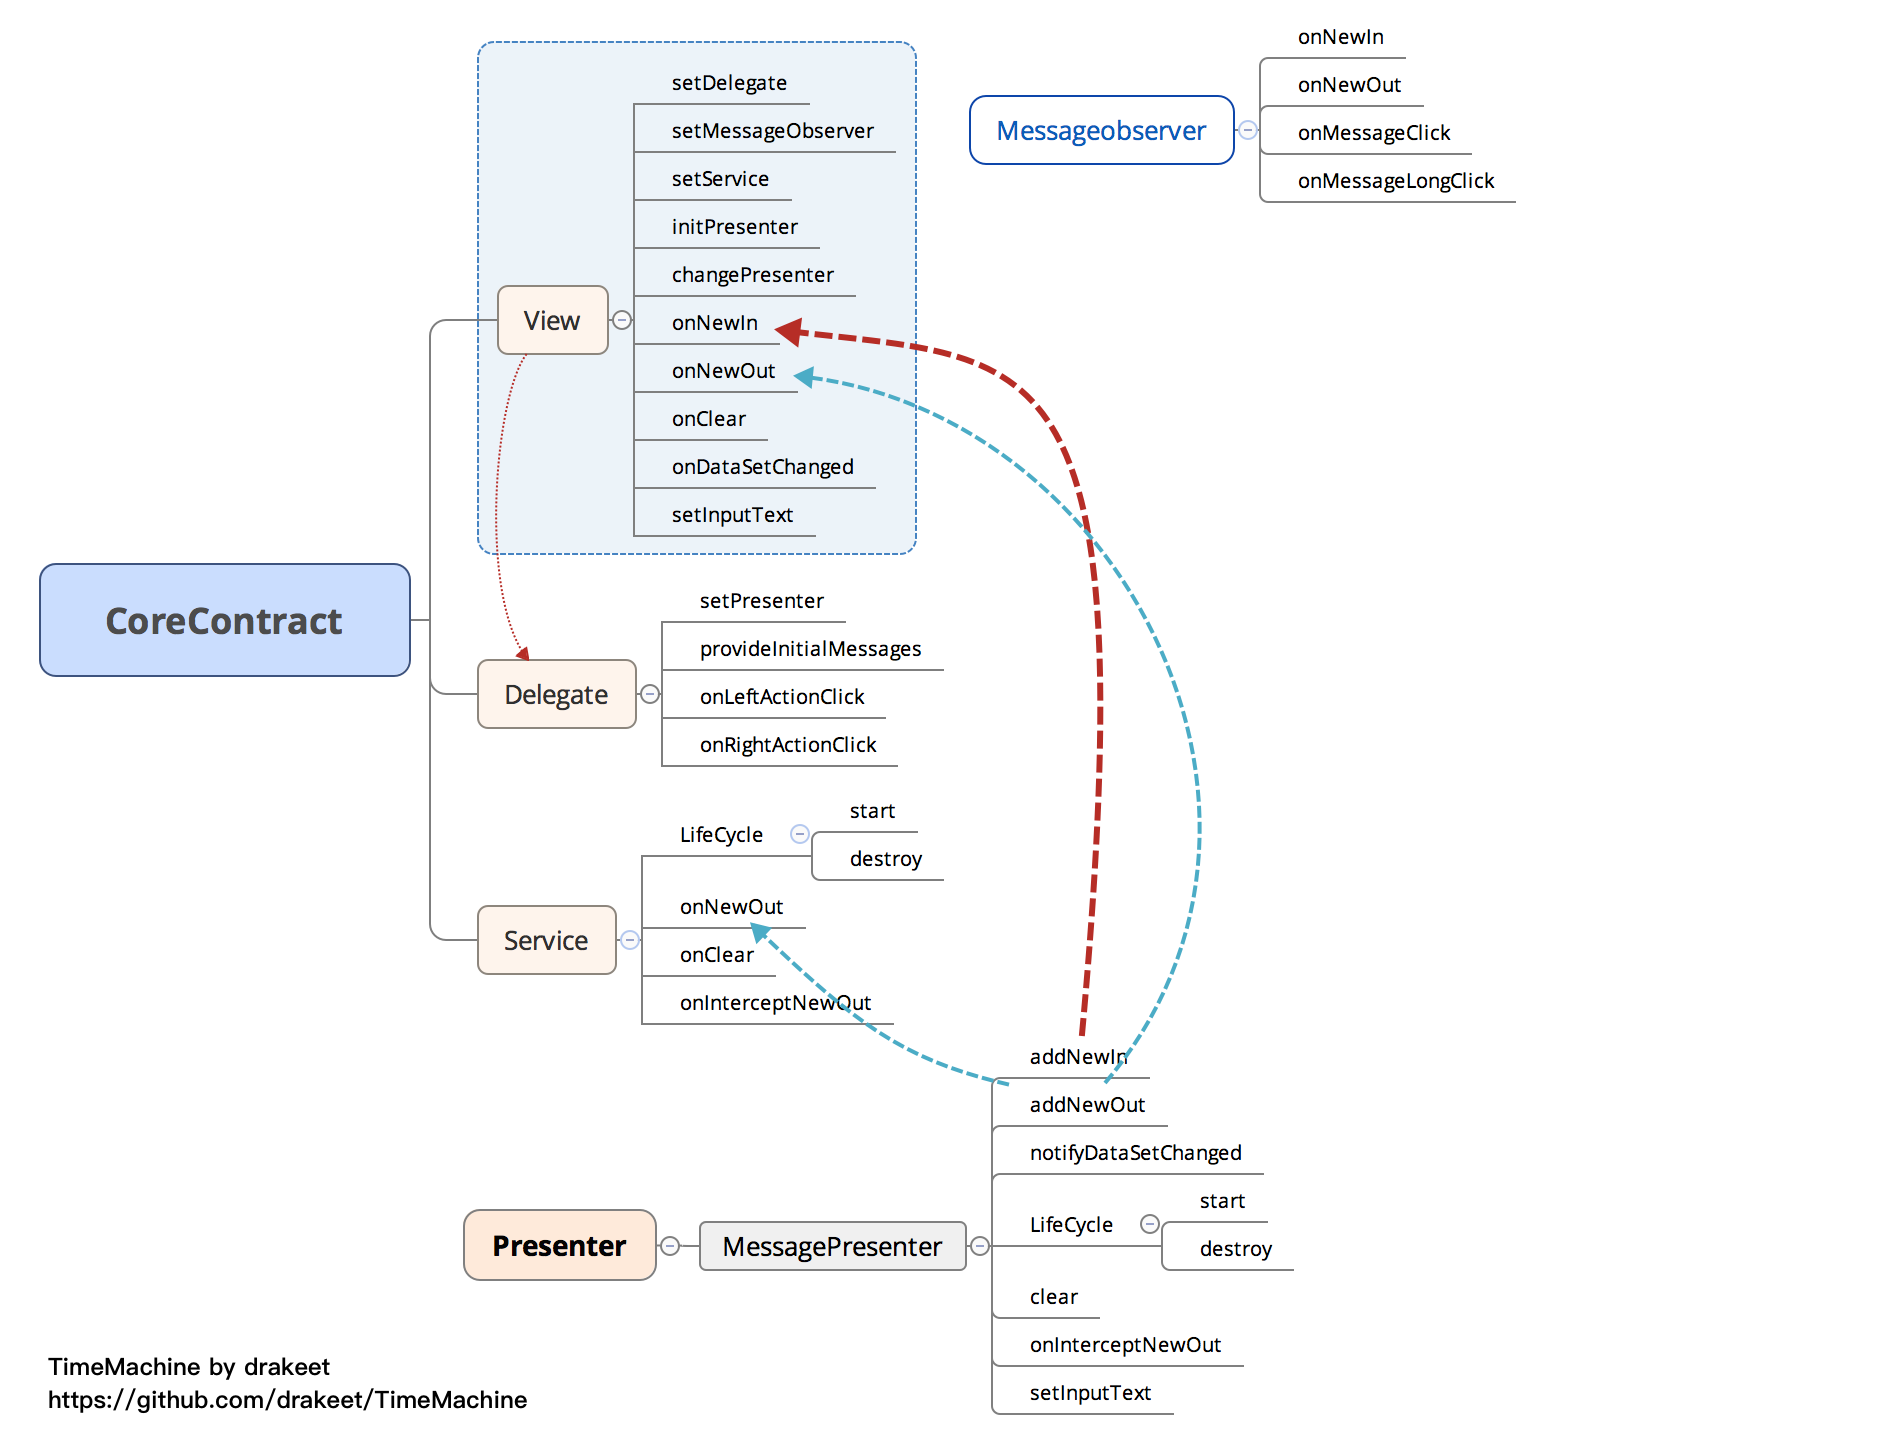 onNewIn
onNewOut
Messageobserver
onMessageClick
onMessageLongClick
setDelegate
setMessageObserver
setService
initPresenter
changePresenter
View
onNewIn
onNewOut
onClear
onDataSetChanged
setInputText
CoreContract
setPresenter
provideInitialMessages
Delegate
onLeftActionClick
onRightActionClick
start
LifeCycle
destroy
onNewOut
Service
onClear
onInterceptNewOut
addNewIn
addNewOut
notifyDataSetChanged
start
LifeCycle
destroy
Presenter
MessagePresenter
clear
onInterceptNewOut
setInputText
TimeMachine by drakeet
https://github.com/drakeet/TimeMachine